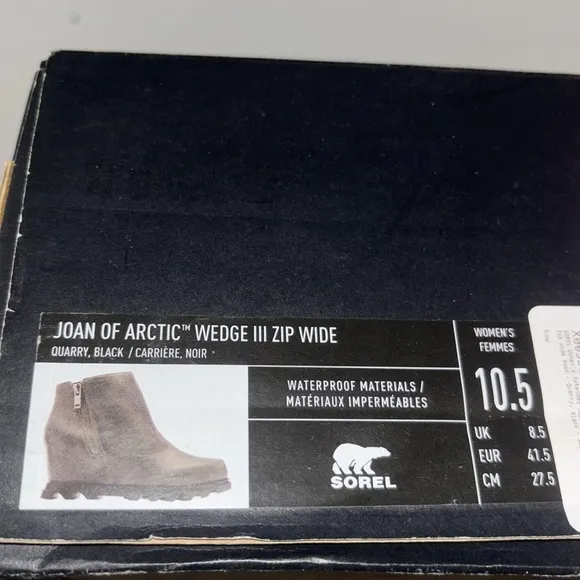 JOAN OF ARCTIC™ WEDGE III ZIP WIDE
QUARRY, BLACK / CARRIÈRE, NOIR
WATERPROOF MATERIALS /
MATÉRIAUX IMPERMÉABLES
SOREL
WOMEN'S
FEMMES
10.5
UK 8.5
EUR 41.5
CM 27.5